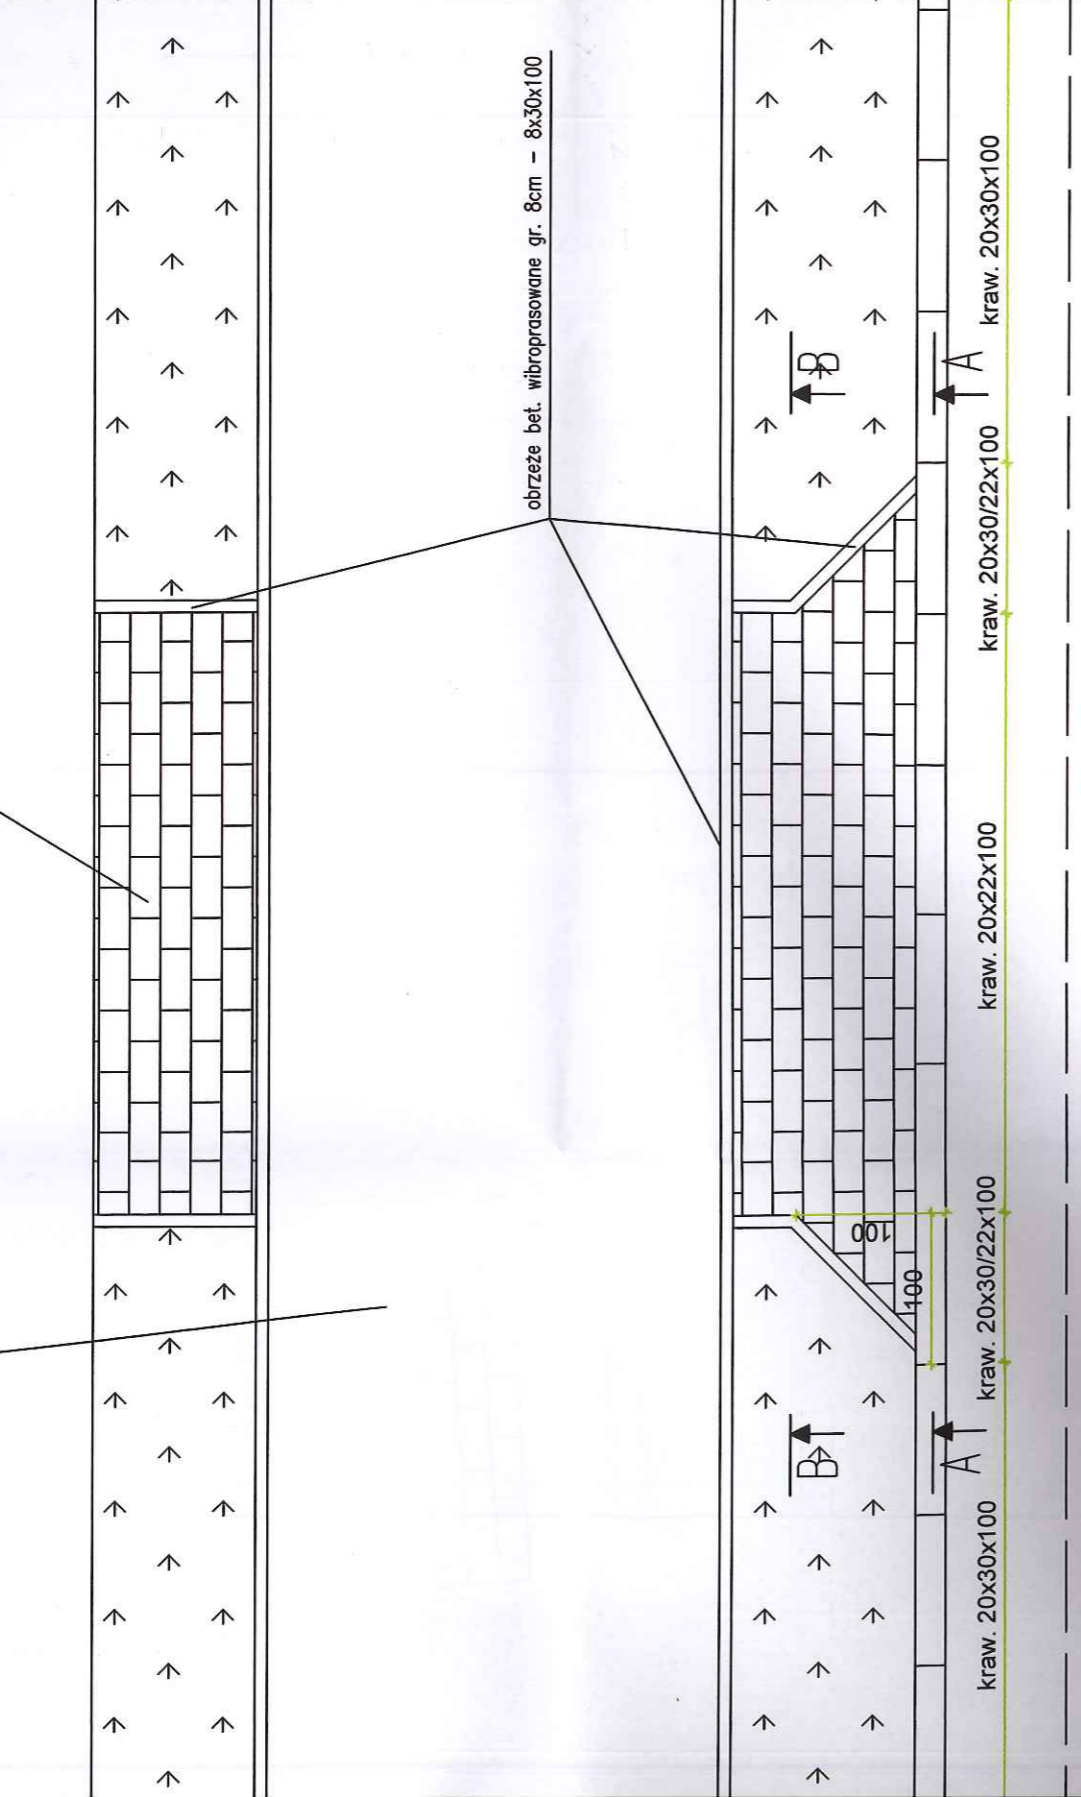 obrzeże bet. wibroprasowane gr. 8cm - 8x30x100
B
B
A
A
kraw. 20x30x100
kraw. 20x30/22x100
kraw. 20x22x100
kraw. 20x30/22x100
kraw. 20x30x100
100
100